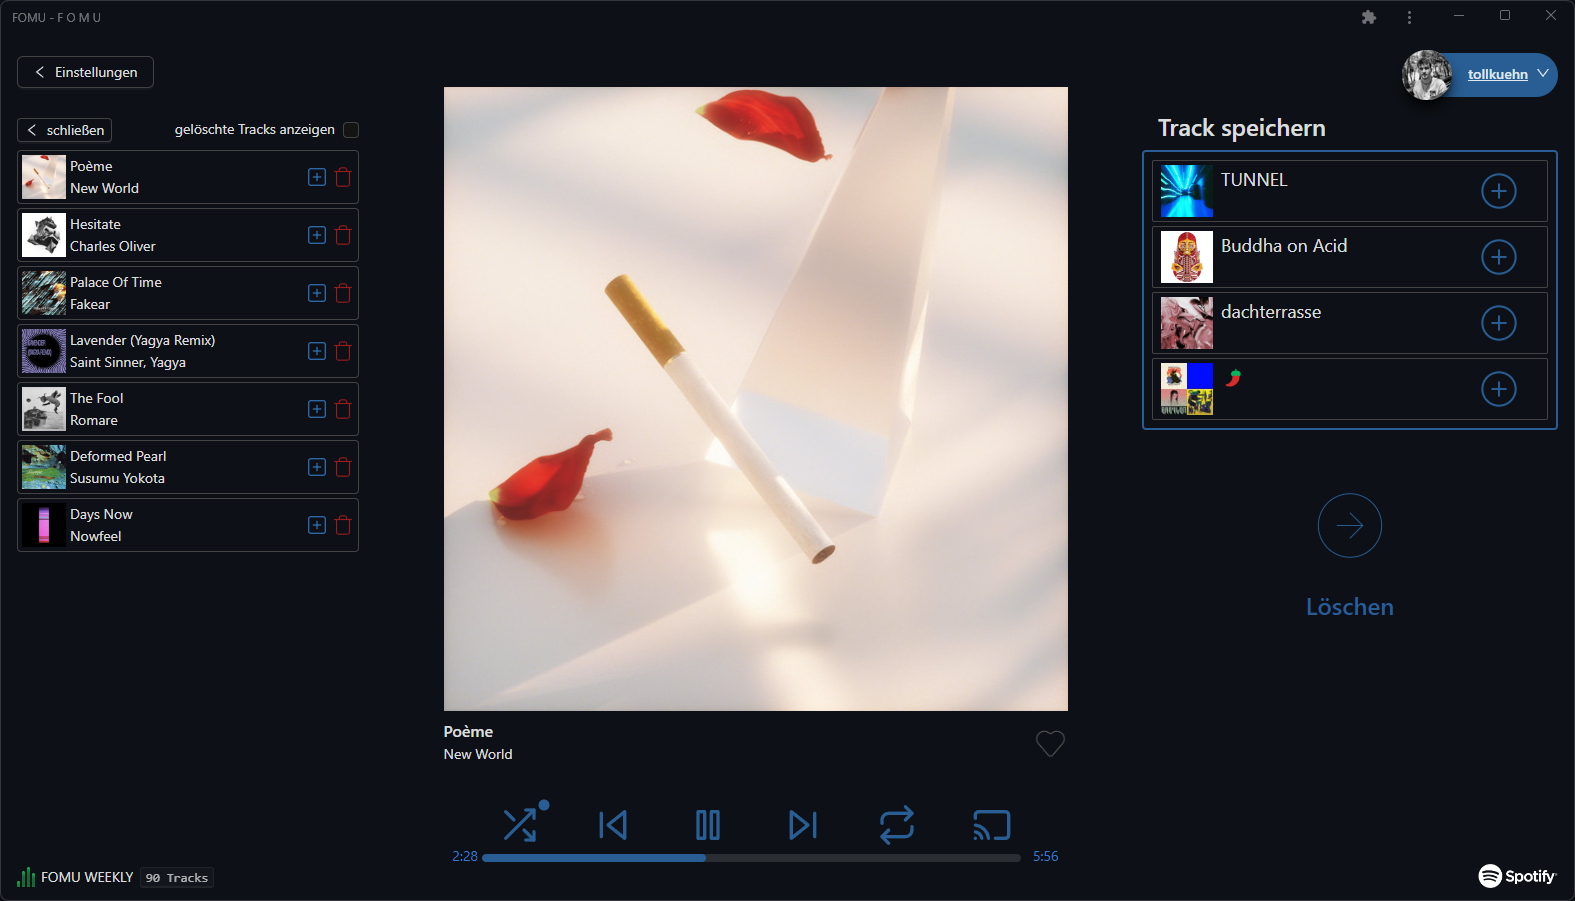 FOMU - F O M U
Einstellungen
tollkuehn
schließen
gelöschte Tracks anzeigen
Poème
New World
Hesitate
Charles Oliver
Palace Of Time
Fakear
Lavender (Yagya Remix)
Saint Sinner, Yagya
The Fool
Romare
Deformed Pearl
Susumu Yokota
Days Now
Nowfeel
Poème
New World
2:28
5:56
Track speichern
TUNNEL
Buddha on Acid
dachterrasse
🌶️
Löschen
FOMU WEEKLY 90 Tracks
Spotify